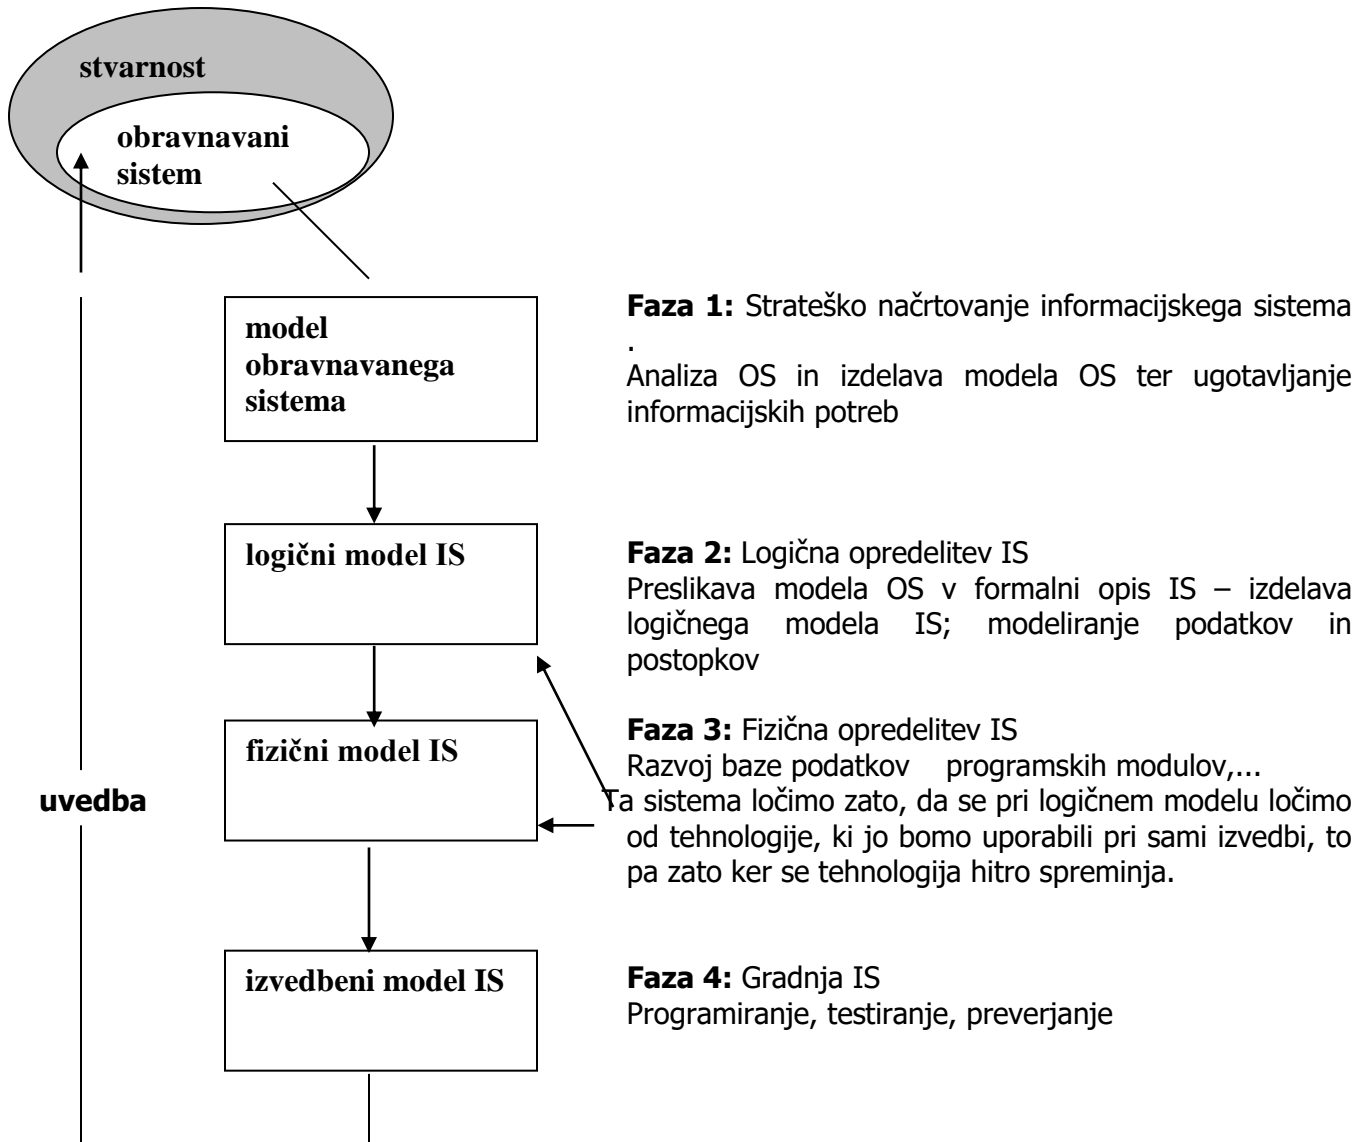 stvarnost
obravnavani
sistem
model
obravnavanega
sistema
Faza 1: Strateško načrtovanje informacijskega sistema
.
Analiza OS in izdelava modela OS ter ugotavljanje
informacijskih potreb
logični model IS
Faza 2: Logična opredelitev IS
Preslikava modela OS v formalni opis IS – izdelava
logičnega modela IS; modeliranje podatkov in
postopkov
fizični model IS
Faza 3: Fizična opredelitev IS
Razvoj baze podatkov programskih modulov,...
Ta sistema ločimo zato, da se pri logičnem modelu ločimo
od tehnologije, ki jo bomo uporabili pri sami izvedbi, to
pa zato ker se tehnologija hitro spreminja.
uvedba
izvedbeni model IS
Faza 4: Gradnja IS
Programiranje, testiranje, preverjanje